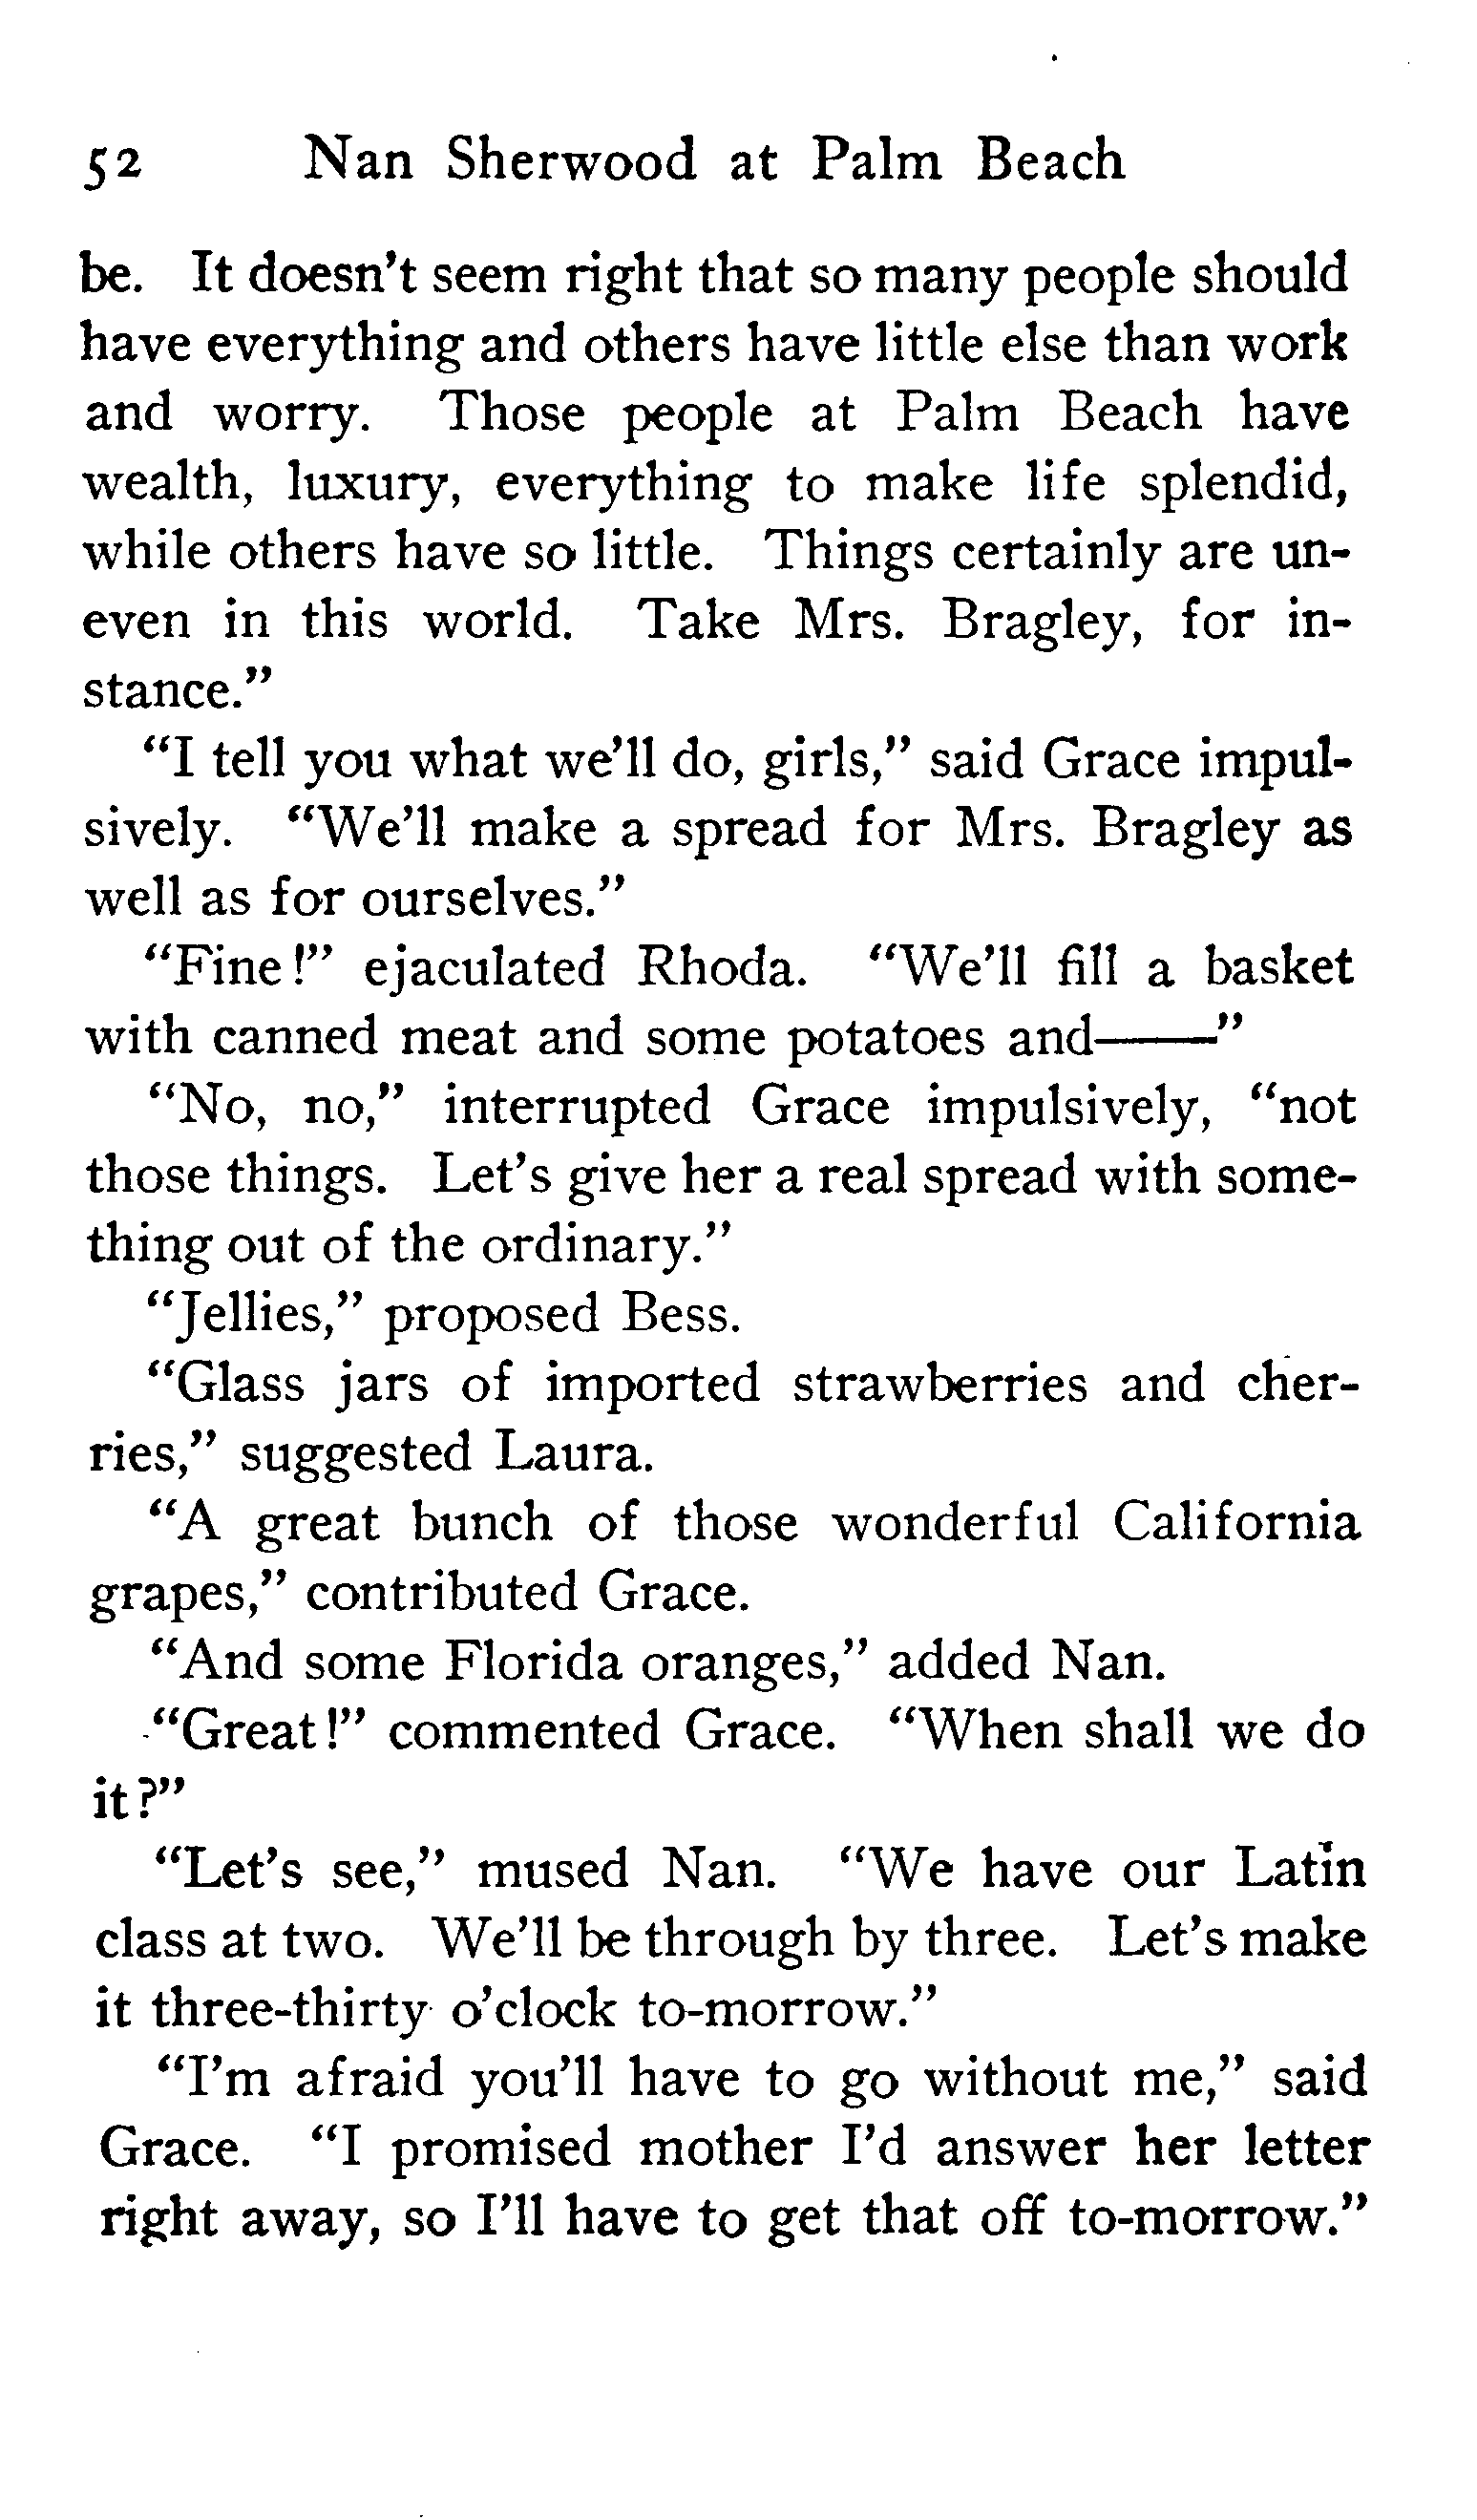 52 Nan Sherwood at Palm Beach
be. It doesn't seem right that so many people should
have everything and others have little else than work
and worry. Those people at Palm Beach have
wealth, luxury, everything to make life splendid,
while others have so little. Things certainly are un-
even in this world. Take Mrs. Bragley, for in-
stance."
"I tell you what we'll do, girls," said Grace impul-
sively. "We'll make a spread for Mrs. Bragley as
well as for ourselves."
"Fine!" ejaculated Rhoda. "We'll fill a basket
with canned meat and some potatoes and——"
"No, no," interrupted Grace impulsively, "not
those things. Let's give her a real spread with some-
thing out of the ordinary."
"Jellies," proposed Bess.
"Glass jars of imported strawberries and cher-
ries," suggested Laura.
"A great bunch of those wonderful California
grapes," contributed Grace.
"And some Florida oranges," added Nan.
"Great!" commented Grace. "When shall we do
it?"
"Let's see," mused Nan. "We have our Latin
class at two. We'll be through by three. Let's make
it three-thirty o'clock to-morrow."
"I'm afraid you'll have to go without me," said
Grace. "I promised mother I'd answer her letter
right away, so I'll have to get that off to-morrow."